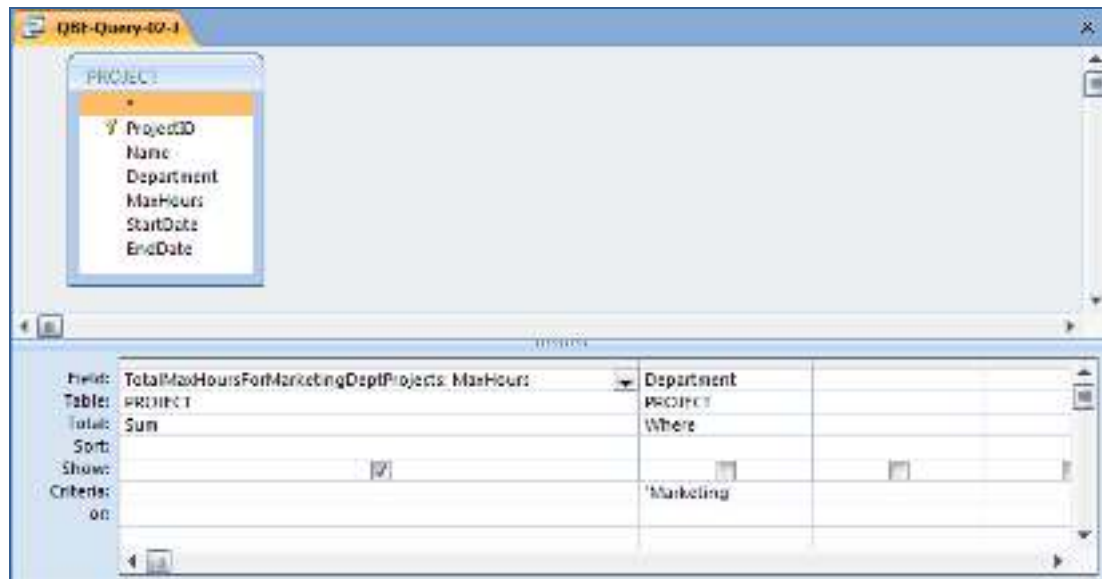 QBE-Query-02-J
PROJECT
*
ProjectID
Name
Department
MaxHours
StartDate
EndDate
Field: TotalMaxHoursForMarketingDeptProjects: MaxHours Department
Table: PROJECT PROJECT
Total: Sum Where
Sort:
Show:
Criteria: 'Marketing'
or: